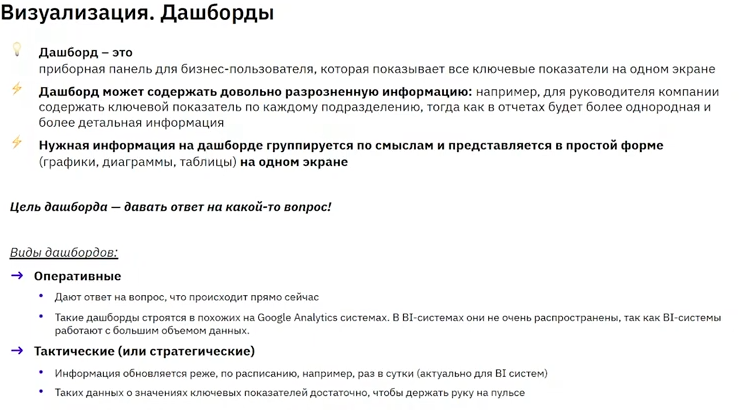 Визуализация. Дашборды
Дашборд – это
приборная панель для бизнес-пользователя, которая показывает все ключевые показатели на одном экране
Дашборд может содержать довольно разрозненную информацию: например, для руководителя компании
содержать ключевой показатель по каждому подразделению, тогда как в отчетах будет более однородная и
более детальная информация
Нужная информация на дашборде группируется по смыслам и представляется в простой форме
(графики, диаграммы, таблицы) на одном экране
Цель дашборда — давать ответ на какой-то вопрос!
Виды дашбордов:
→ Оперативные
• Дают ответ на вопрос, что происходит прямо сейчас
• Такие дашборды строятся в похожих на Google Analytics системах. В BI-системах они не очень распространены, так как BI-системы
работают с большим объемом данных.
→ Тактические (или стратегические)
• Информация обновляется реже, по расписанию, например, раз в сутки (актуально для BI систем)
• Таких данных о значениях ключевых показателей достаточно, чтобы держать руку на пульсе